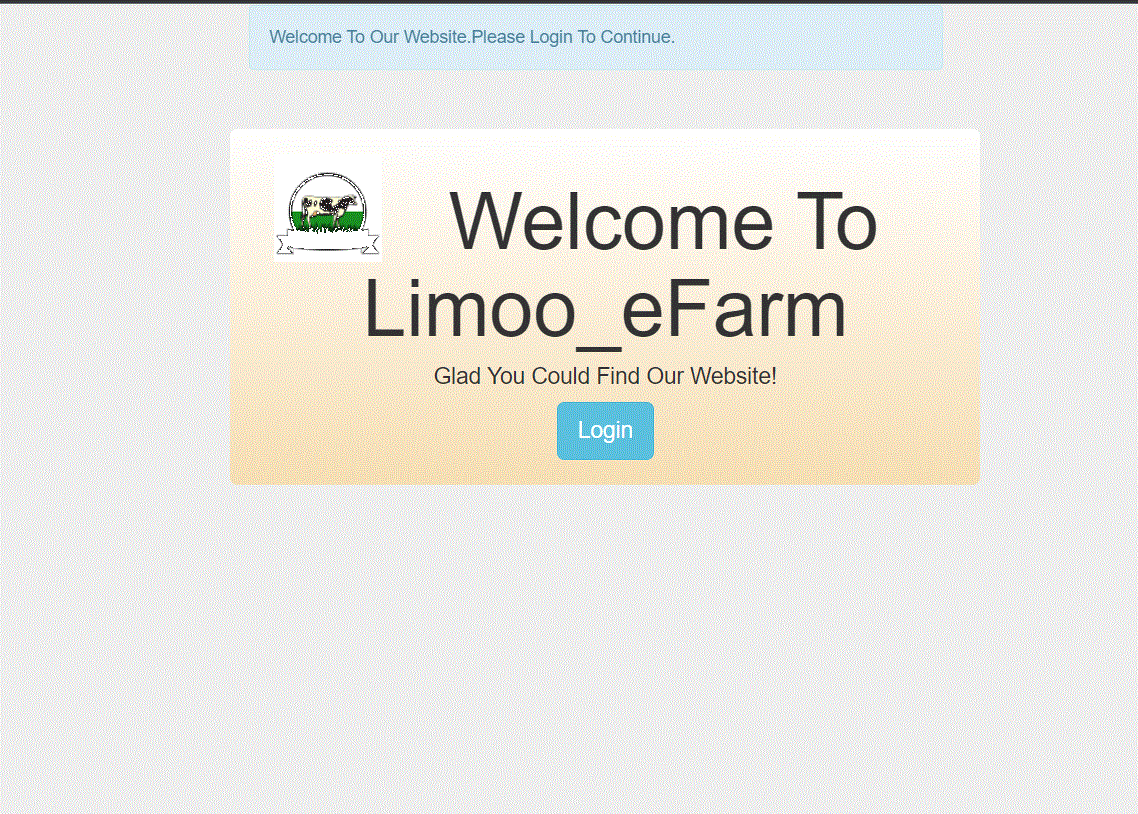 Welcome To Our Website.Please Login To Continue.
Welcome To
Limoo_eFarm
Glad You Could Find Our Website!
Login